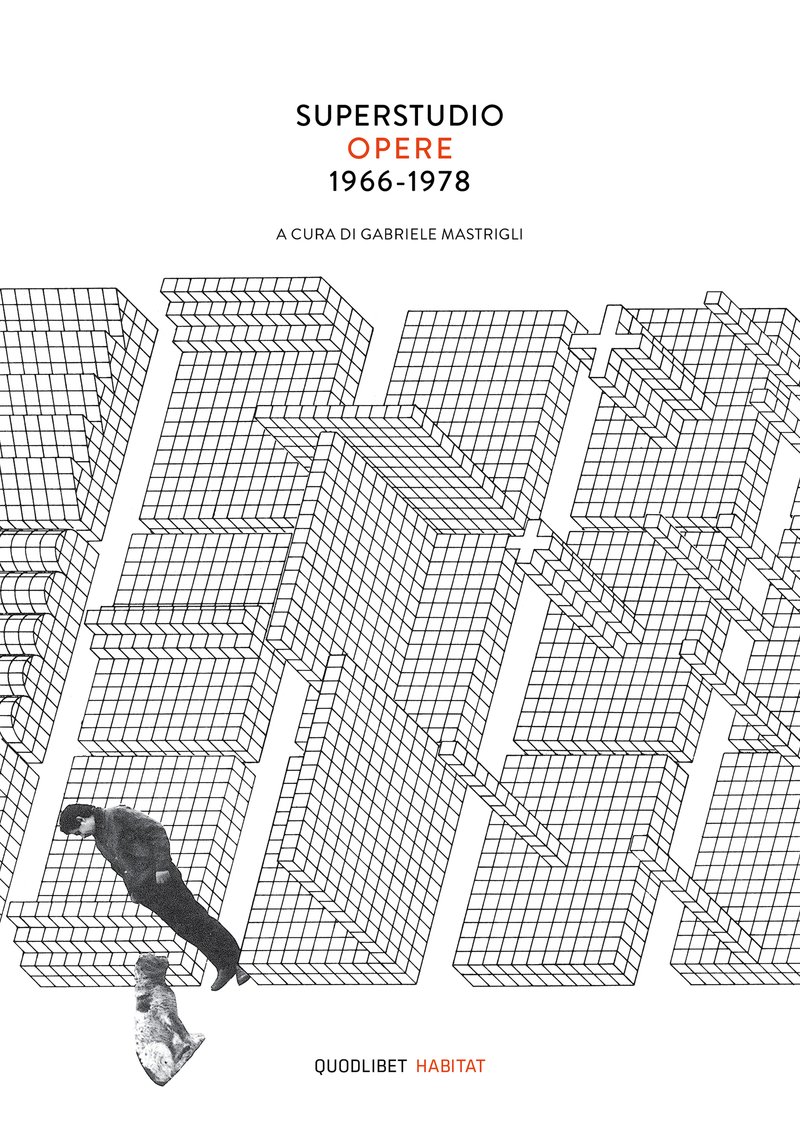 SUPERSTUDIO
OPERE
1966-1978
A CURA DI GABRIELE MASTRIGLI
QUODLIBET HABITAT